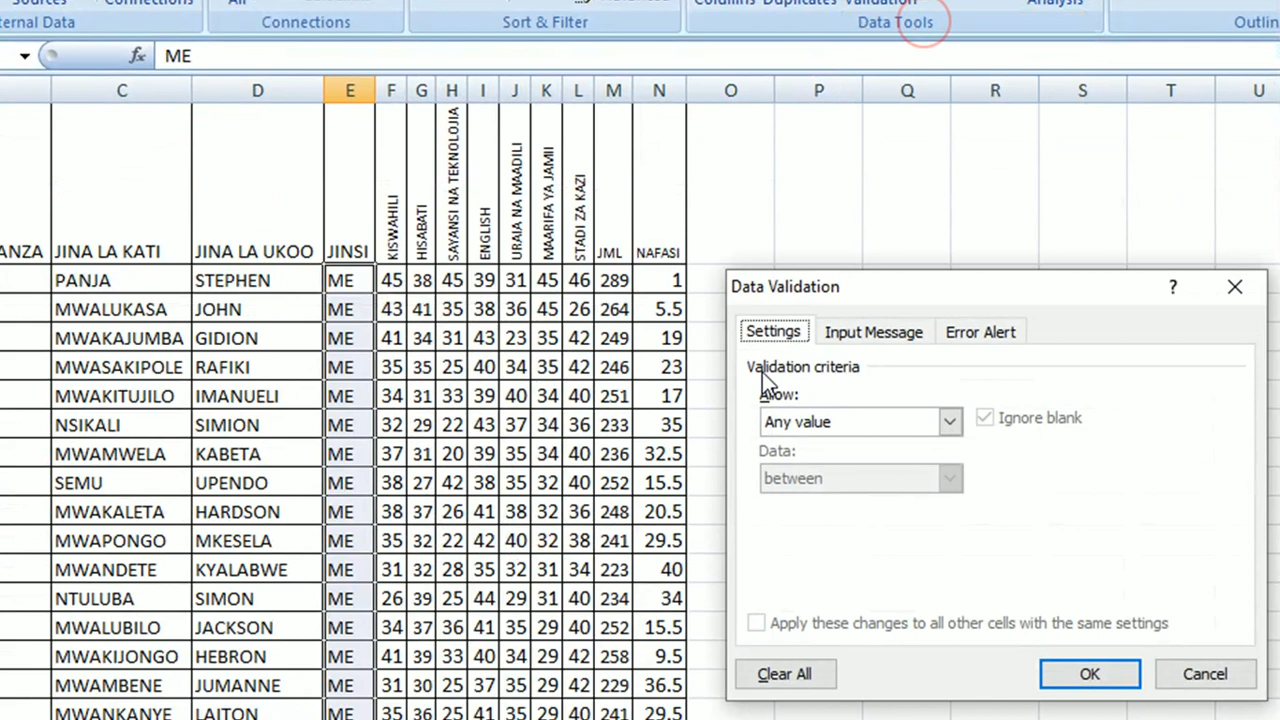 Connections
All
Columns Duplicates Validation
Analysis
ternal Data
Connections
Sort & Filter
Data Tools
Outlin
fx
ME
C D E F G H I J K L M N O P Q R S T U
ANZA JINA LA KATI JINA LA UKOO JINSI KISWAHILI HISABATI SAYANSI NA TEKNOLOJIA ENGLISH URAIA NA MAADILI MAARIFA YA JAMII STADI ZA KAZI JML NAFASI
PANJA STEPHEN ME 45 38 45 39 31 45 46 289 1
MWALUKASA JOHN ME 43 41 35 38 36 45 26 264 5.5
MWAKAJUMBA GIDION ME 41 34 31 43 23 35 42 249 19
MWASAKIPOLE RAFIKI ME 35 35 25 40 34 35 42 246 23
MWAKITUJILO IMANUELI ME 34 31 33 39 40 34 40 251 17
NSIKALI SIMION ME 32 29 22 43 37 34 36 233 35
MWAMWELA KABETA ME 37 31 20 39 35 34 40 236 32.5
SEMU UPENDO ME 38 27 42 38 35 32 40 252 15.5
MWAKALETA HARDSON ME 38 37 26 41 38 32 36 248 20.5
MWAPONGO MKESELA ME 35 32 22 42 40 32 38 241 29.5
MWANDETE KYALABWE ME 31 32 28 35 32 31 34 223 40
NTULUBA SIMON ME 26 39 25 44 29 31 40 234 34
MWALUBILO JACKSON ME 34 37 36 41 35 29 40 252 15.5
MWAKIJONGO HEBRON ME 41 39 33 40 34 29 42 258 9.5
MWAMBENE JUMANNE ME 31 30 25 37 35 29 42 229 36.5
MWANKANYE LAITON ME 35 36 25 41 35 29 40 241 29.5
Data Validation
?
Settings Input Message Error Alert
Validation criteria
Allow:
Any value
Ignore blank
Data:
between
Apply these changes to all other cells with the same settings
Clear All OK Cancel